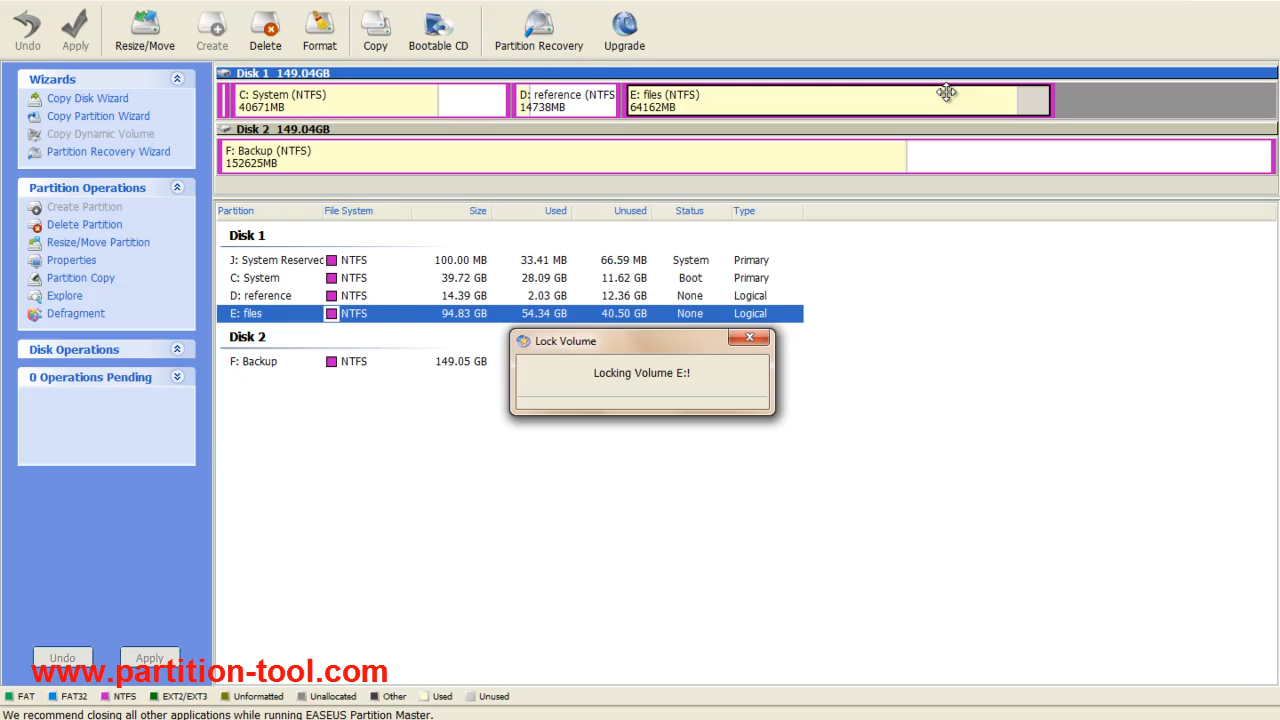 Undo Apply Resize/Move Create Delete Format Copy Bootable CD Partition Recovery Upgrade
Wizards
Copy Disk Wizard
Copy Partition Wizard
Copy Dynamic Volume
Partition Recovery Wizard
Partition Operations
Create Partition
Delete Partition
Resize/Move Partition
Properties
Partition Copy
Explore
Defragment
Disk Operations
0 Operations Pending
Undo Apply
Disk 1 149.04GB
C: System (NTFS)
40671MB
D: reference (NTFS
14738MB
E: files (NTFS)
64162MB
Disk 2 149.04GB
F: Backup (NTFS)
152625MB
Partition File System Size Used Unused Status Type
Disk 1
J: System Reserved NTFS 100.00 MB 33.41 MB 66.59 MB System Primary
C: System NTFS 39.72 GB 28.09 GB 11.62 GB Boot Primary
D: reference NTFS 14.39 GB 2.03 GB 12.36 GB None Logical
E: files NTFS 94.83 GB 54.34 GB 40.50 GB None Logical
Disk 2
F: Backup NTFS 149.05 GB
Lock Volume
Locking Volume E:!
www.partition-tool.com
FAT FAT32 NTFS EXT2/EXT3 Unformatted Unallocated Other Used Unused
We recommend closing all other applications while running EASEUS Partition Master.